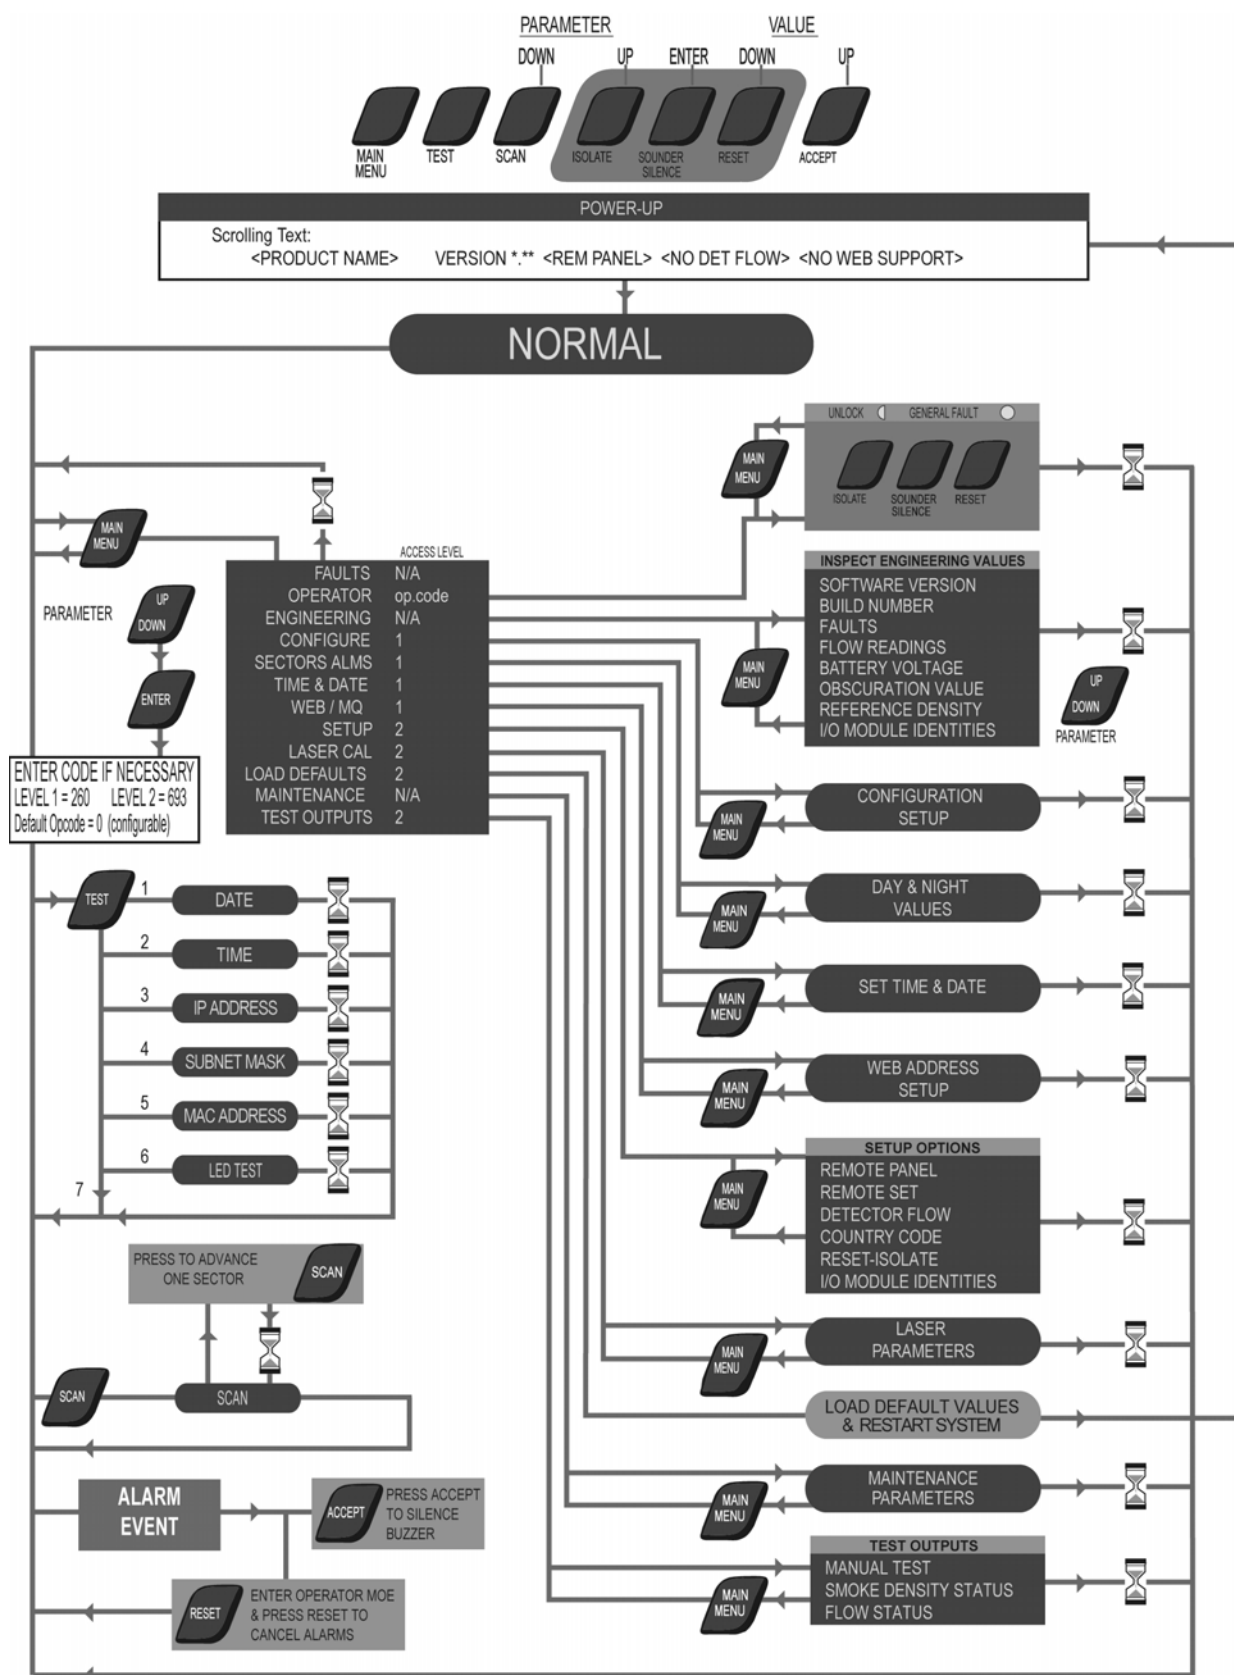 PARAMETER VALUE
DOWN UP ENTER DOWN UP
MAIN MENU
TEST
SCAN
ISOLATE
SOUNDER SILENCE
RESET
ACCEPT
POWER-UP
Scrolling Text:
<PRODUCT NAME> VERSION *.** <REM PANEL> <NO DET FLOW> <NO WEB SUPPORT>
NORMAL
UNLOCK GENERAL FAULT
MAIN MENU
ISOLATE
SOUNDER SILENCE
RESET
MAIN MENU
ACCESS LEVEL
FAULTS N/A
OPERATOR op.code
ENGINEERING N/A
CONFIGURE 1
SECTORS ALMS 1
TIME & DATE 1
WEB / MQ 1
SETUP 2
LASER CAL 2
LOAD DEFAULTS 2
MAINTENANCE N/A
TEST OUTPUTS 2
PARAMETER
UP
DOWN
ENTER
ENTER CODE IF NECESSARY
LEVEL 1 = 260 LEVEL 2 = 693
Default Opcode = 0 (configurable)
INSPECT ENGINEERING VALUES
SOFTWARE VERSION
BUILD NUMBER
FAULTS
FLOW READINGS
BATTERY VOLTAGE
OBSCURATION VALUE
REFERENCE DENSITY
I/O MODULE IDENTITIES
MAIN MENU
UP
DOWN
PARAMETER
CONFIGURATION
SETUP
MAIN MENU
DAY & NIGHT
VALUES
MAIN MENU
SET TIME & DATE
MAIN MENU
WEB ADDRESS
SETUP
MAIN MENU
SETUP OPTIONS
REMOTE PANEL
REMOTE SET
DETECTOR FLOW
COUNTRY CODE
RESET-ISOLATE
I/O MODULE IDENTITIES
MAIN MENU
LASER
PARAMETERS
MAIN MENU
LOAD DEFAULT VALUES
& RESTART SYSTEM
MAINTENANCE
PARAMETERS
MAIN MENU
TEST OUTPUTS
MANUAL TEST
SMOKE DENSITY STATUS
FLOW STATUS
MAIN MENU
TEST
1 DATE
2 TIME
3 IP ADDRESS
4 SUBNET MASK
5 MAC ADDRESS
6 LED TEST
7
PRESS TO ADVANCE
ONE SECTOR
SCAN
SCAN
SCAN
ALARM
EVENT
ACCEPT
PRESS ACCEPT
TO SILENCE
BUZZER
RESET
ENTER OPERATOR MOE
& PRESS RESET TO
CANCEL ALARMS